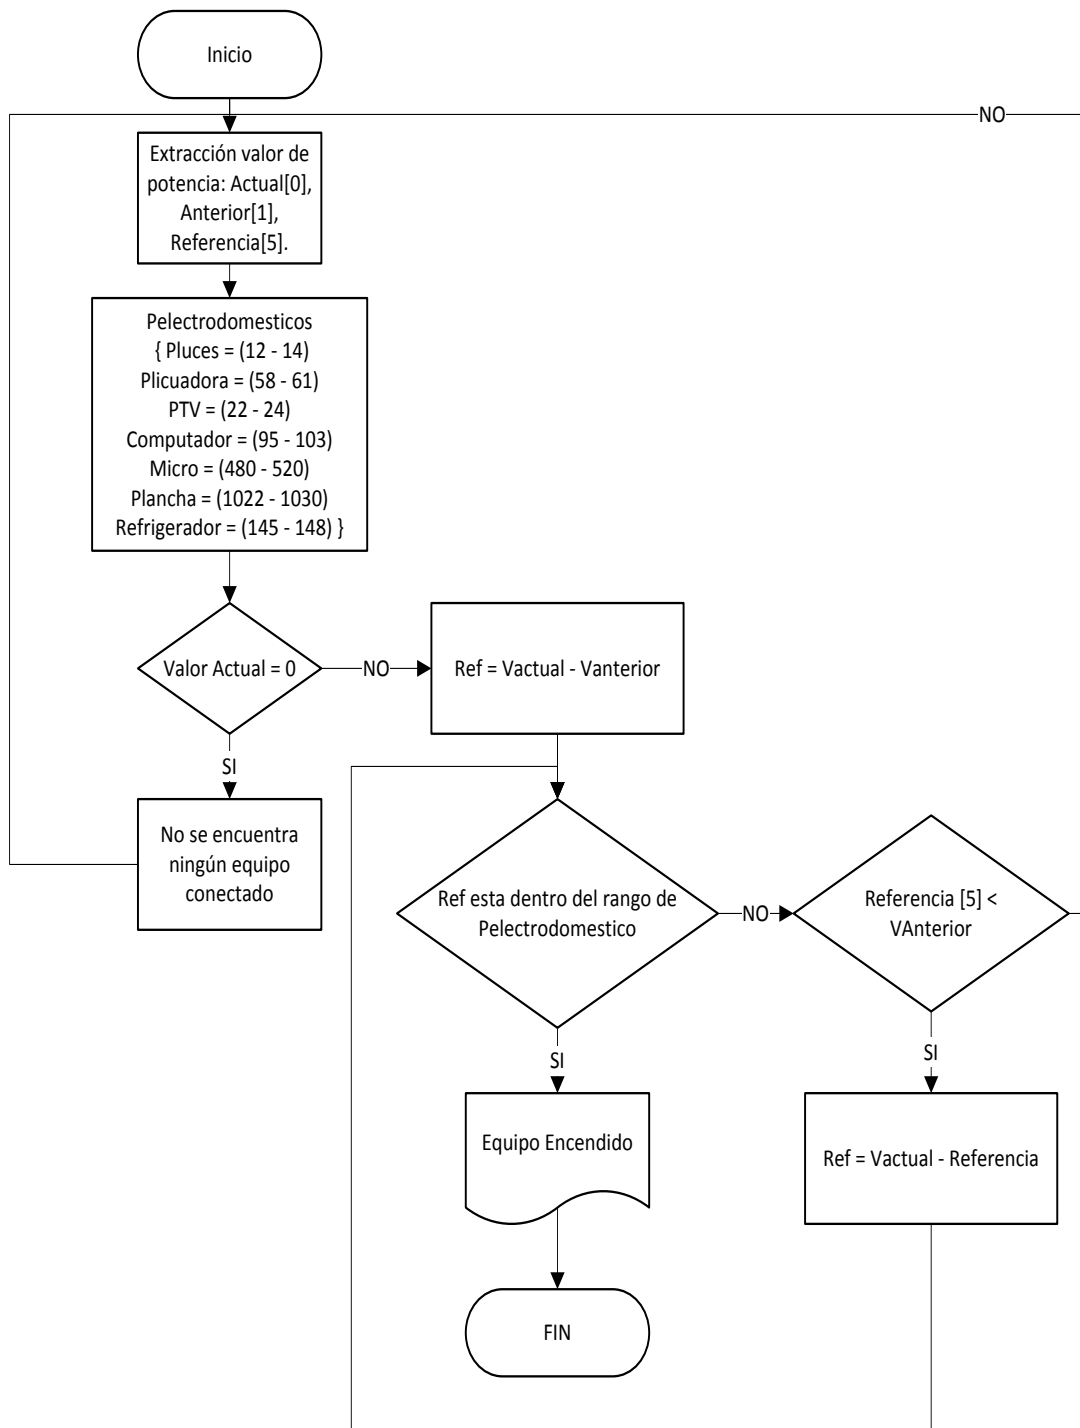 Inicio
NO
Extracción valor de
potencia: Actual[0],
Anterior[1],
Referencia[5].
Pelectrodomesticos
{ Pluces = (12 - 14)
Plicuadora = (58 - 61)
PTV = (22 - 24)
Computador = (95 - 103)
Micro = (480 - 520)
Plancha = (1022 - 1030)
Refrigerador = (145 - 148) }
Valor Actual = 0
NO
Ref = Vactual - Vanterior
SI
No se encuentra
ningún equipo
conectado
Ref esta dentro del rango de
Pelectrodomestico
NO
Referencia [5] <
VAnterior
SI
SI
Equipo Encendido
Ref = Vactual - Referencia
FIN